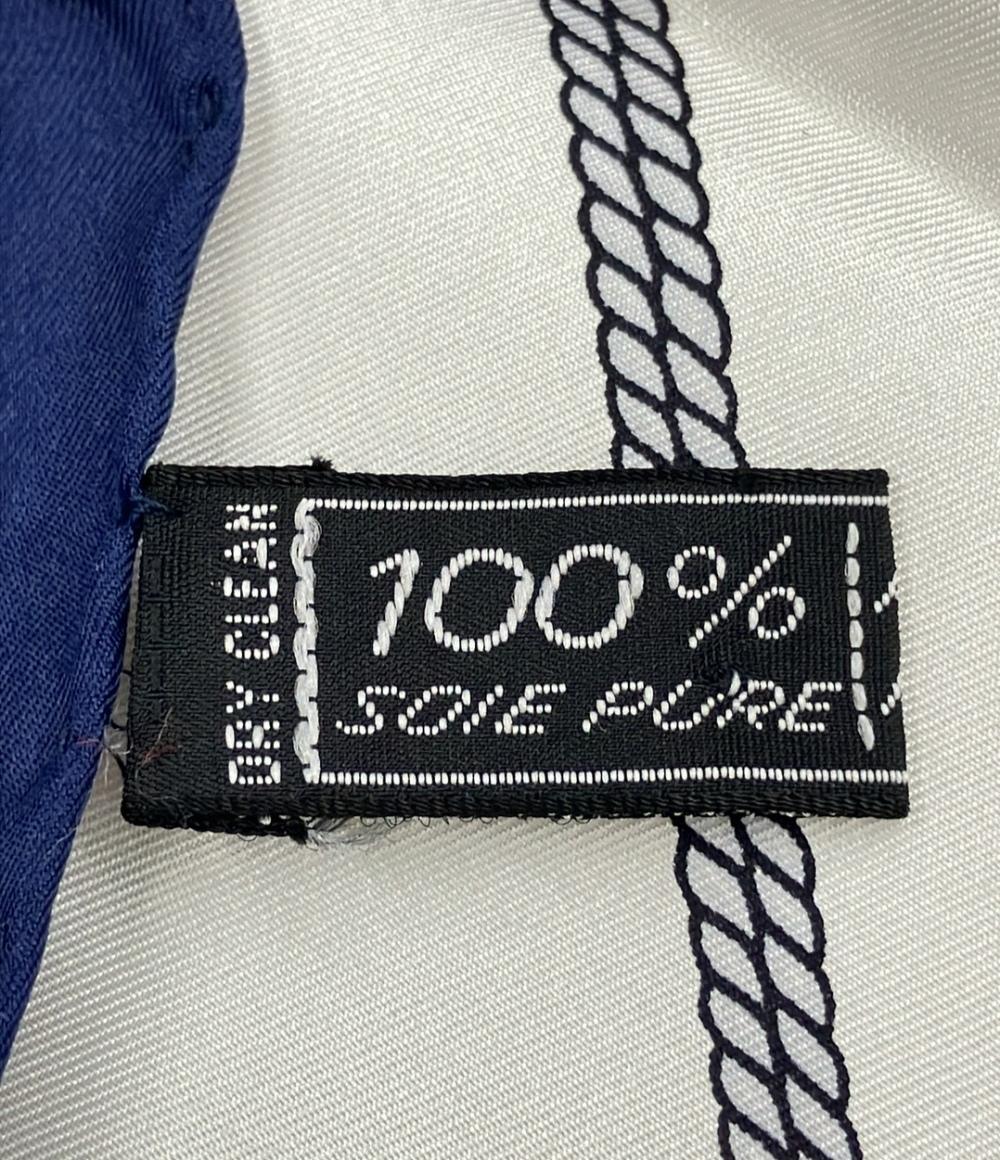 DRY CLEAN
100%
SOIE PURE